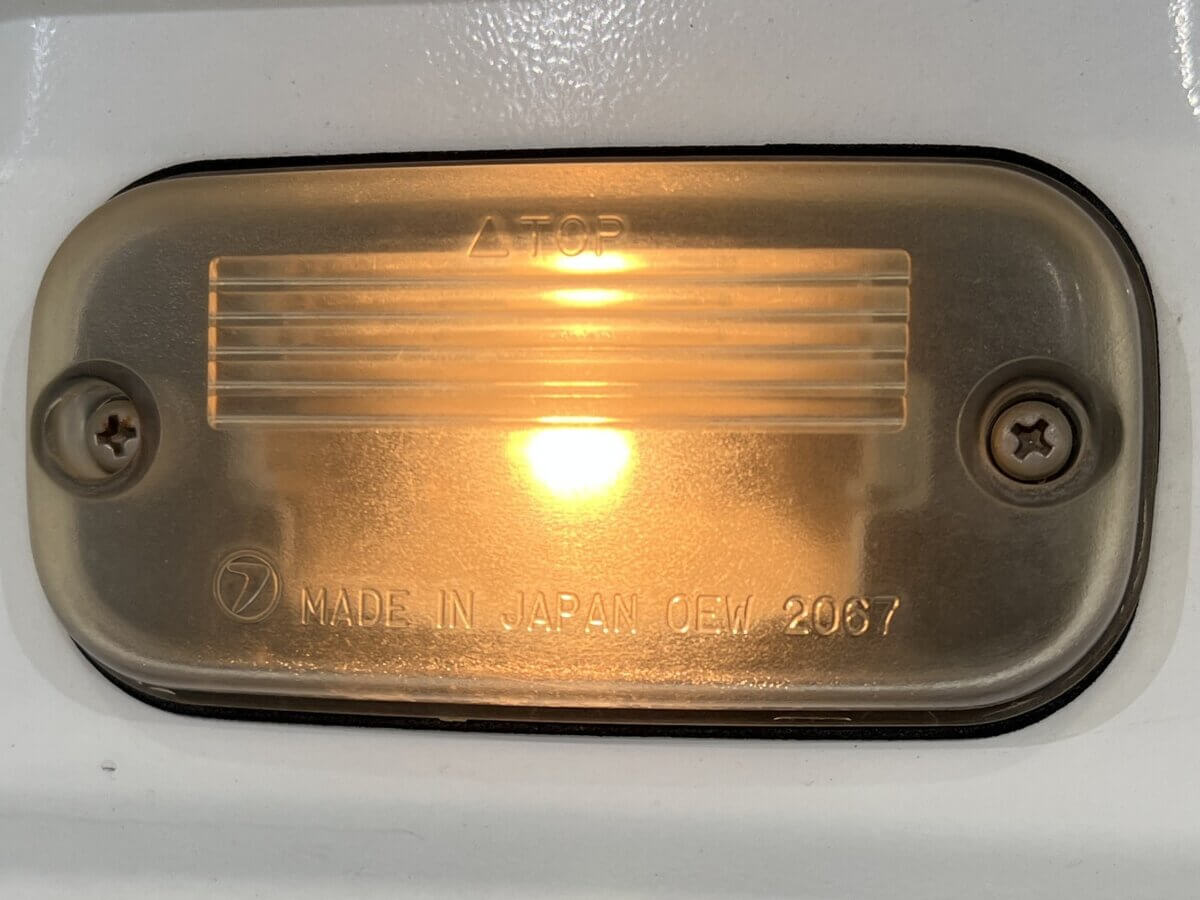 △TOP
MADE IN JAPAN OEW 2067